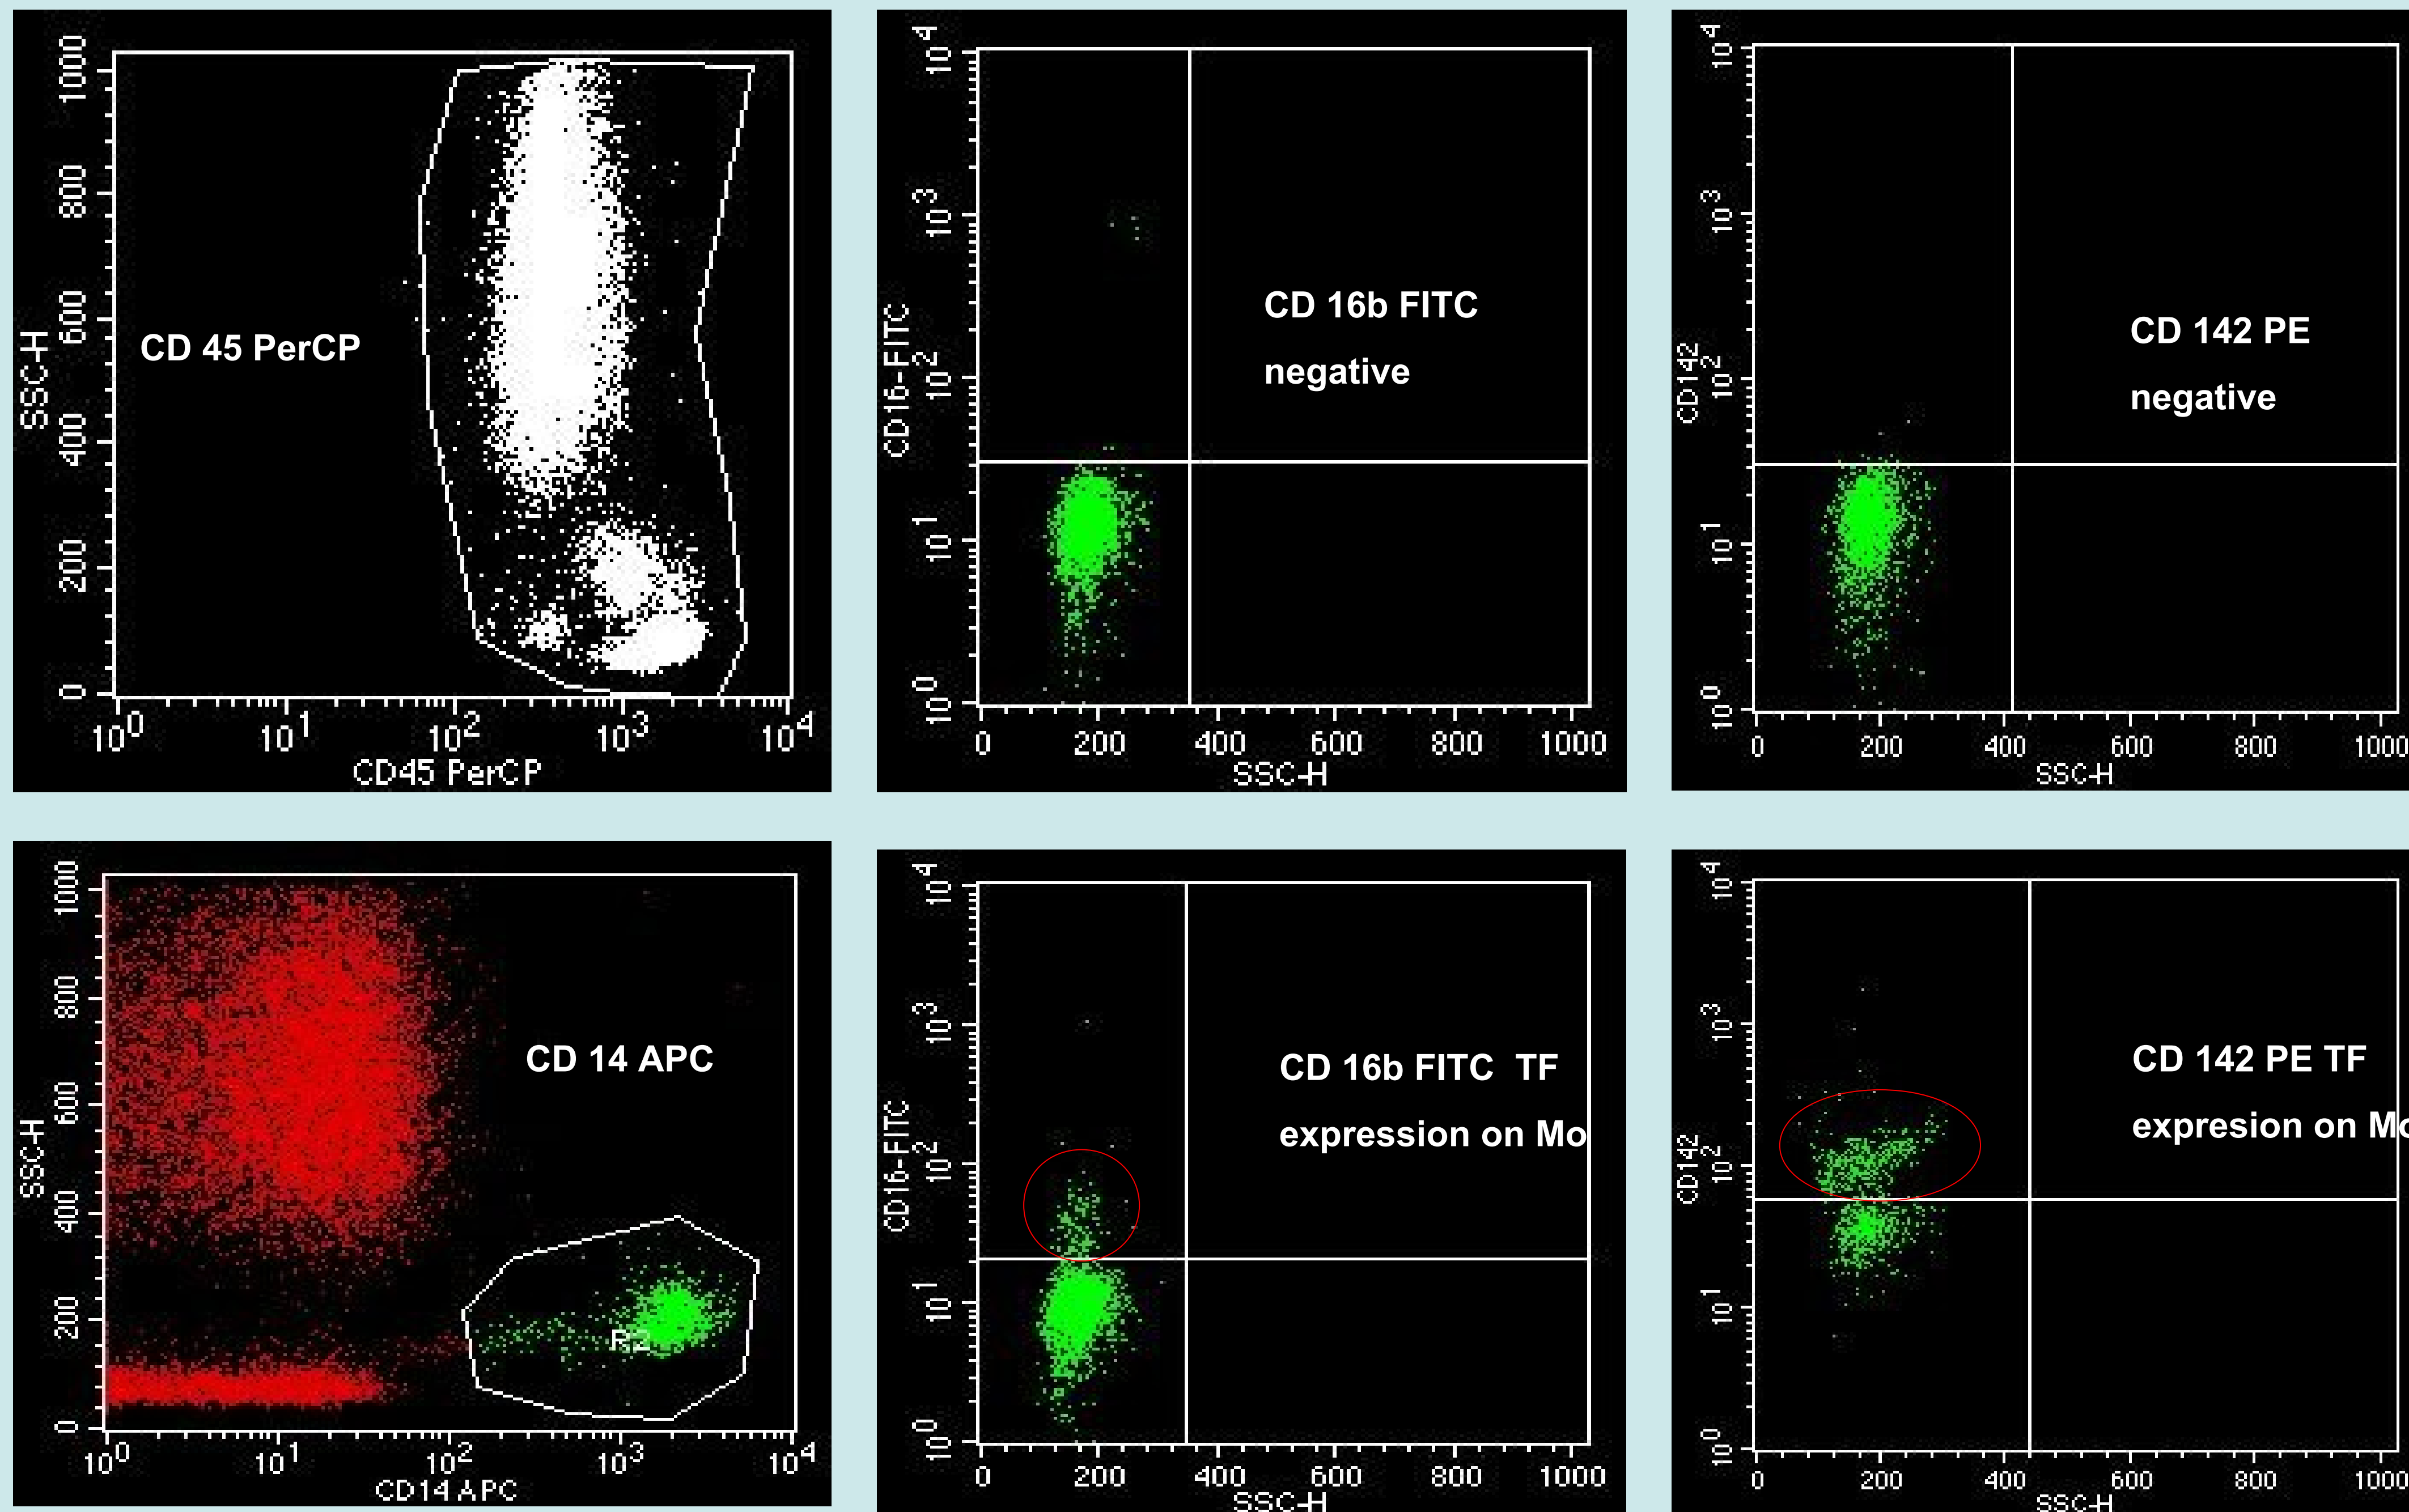 1000
800
600
400
200
0
SSC-H
CD 45 PerCP
10^0 10^1 10^2 10^3 10^4
CD45 PerCP
10^4
10^3
10^2
10^1
10^0
CD16-FITC
CD 16b FITC
negative
0 200 400 600 800 1000
SSC-H
10^4
10^3
10^2
10^1
10^0
CD142
CD 142 PE
negative
0 200 400 600 800 1000
SSC-H
1000
800
600
400
200
0
SSC-H
CD 14 APC
R2
10^0 10^1 10^2 10^3 10^4
CD14 APC
10^4
10^3
10^2
10^1
10^0
CD16-FITC
CD 16b FITC TF
expression on Mo
0 200 400 600 800 1000
SSC-H
10^4
10^3
10^2
10^1
10^0
CD142
CD 142 PE TF
expresion on Mo
0 200 400 600 800 1000
SSC-H